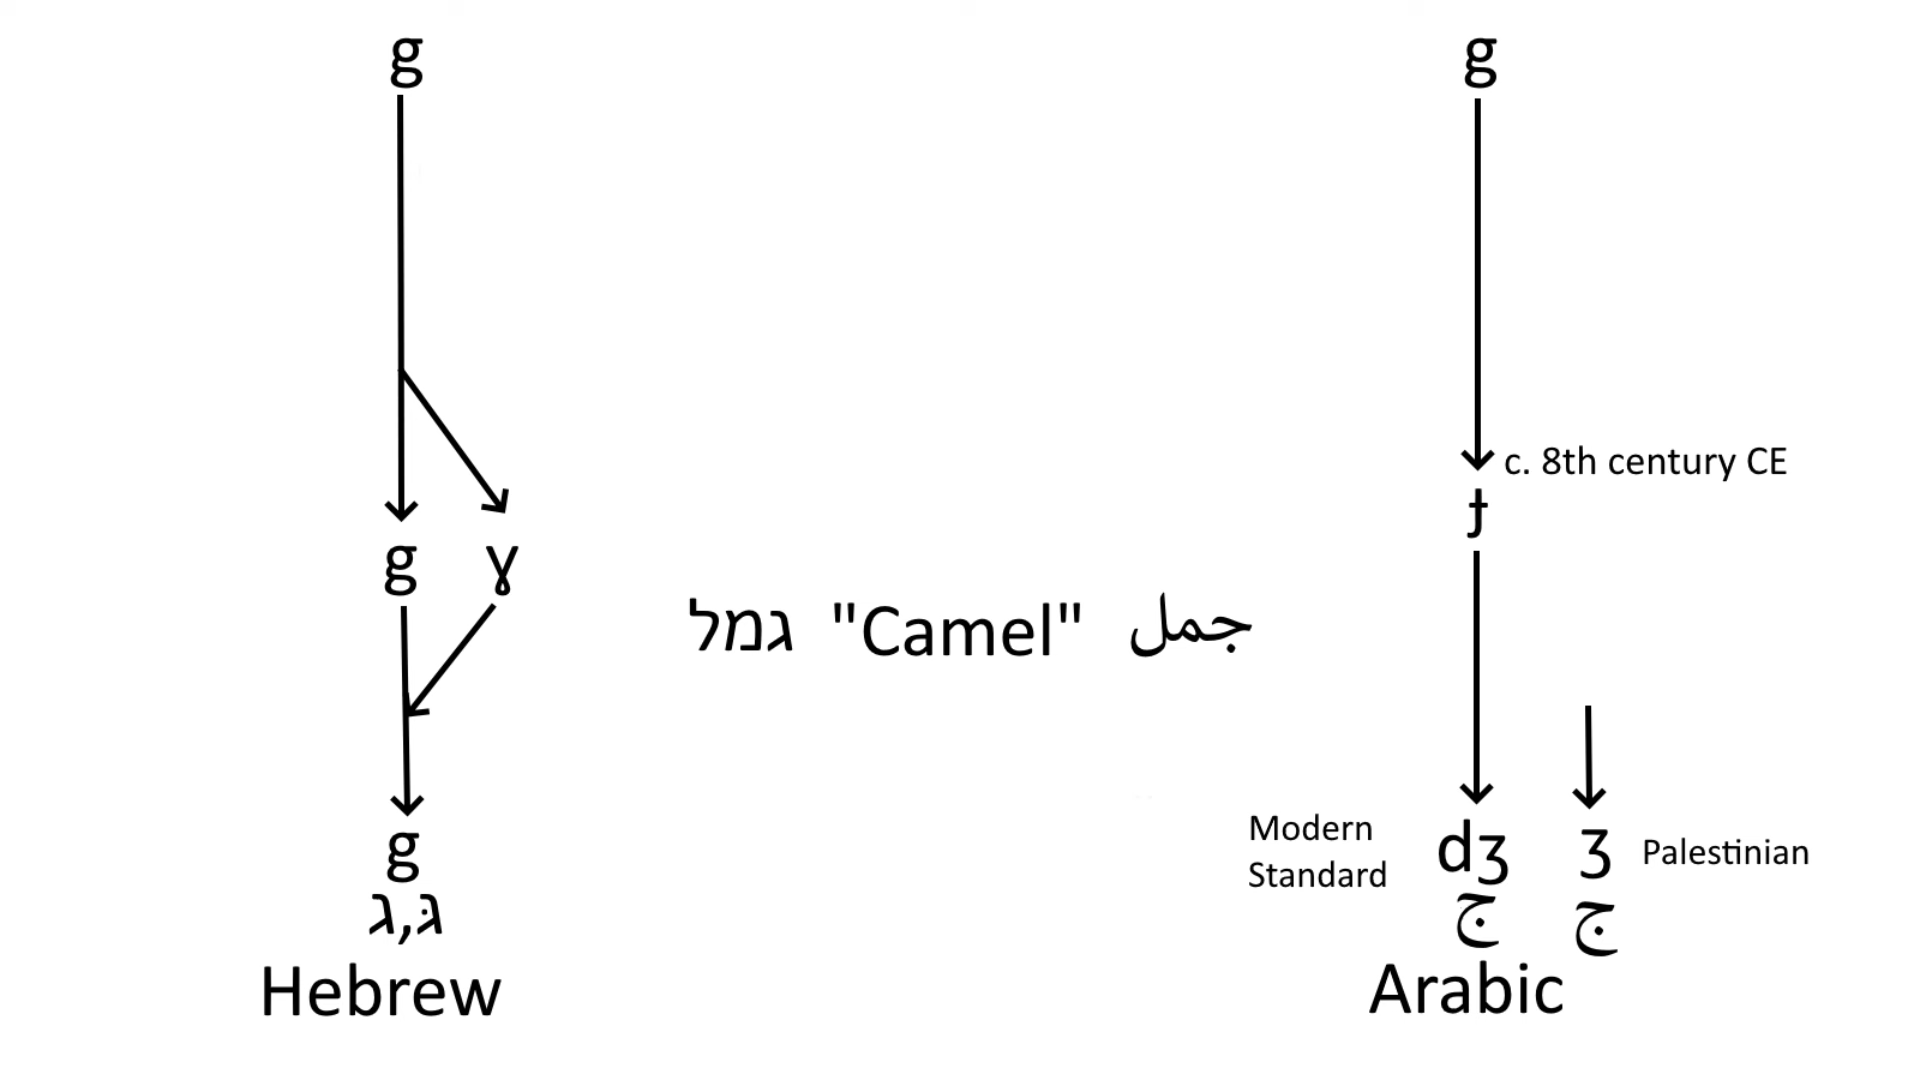 g
g ɣ
g
גּ,ג
Hebrew
גמל "Camel" جمل
g
c. 8th century CE
ɟ
Modern
Standard
dʒ
ج
ʒ
ج
Palestinian
Arabic